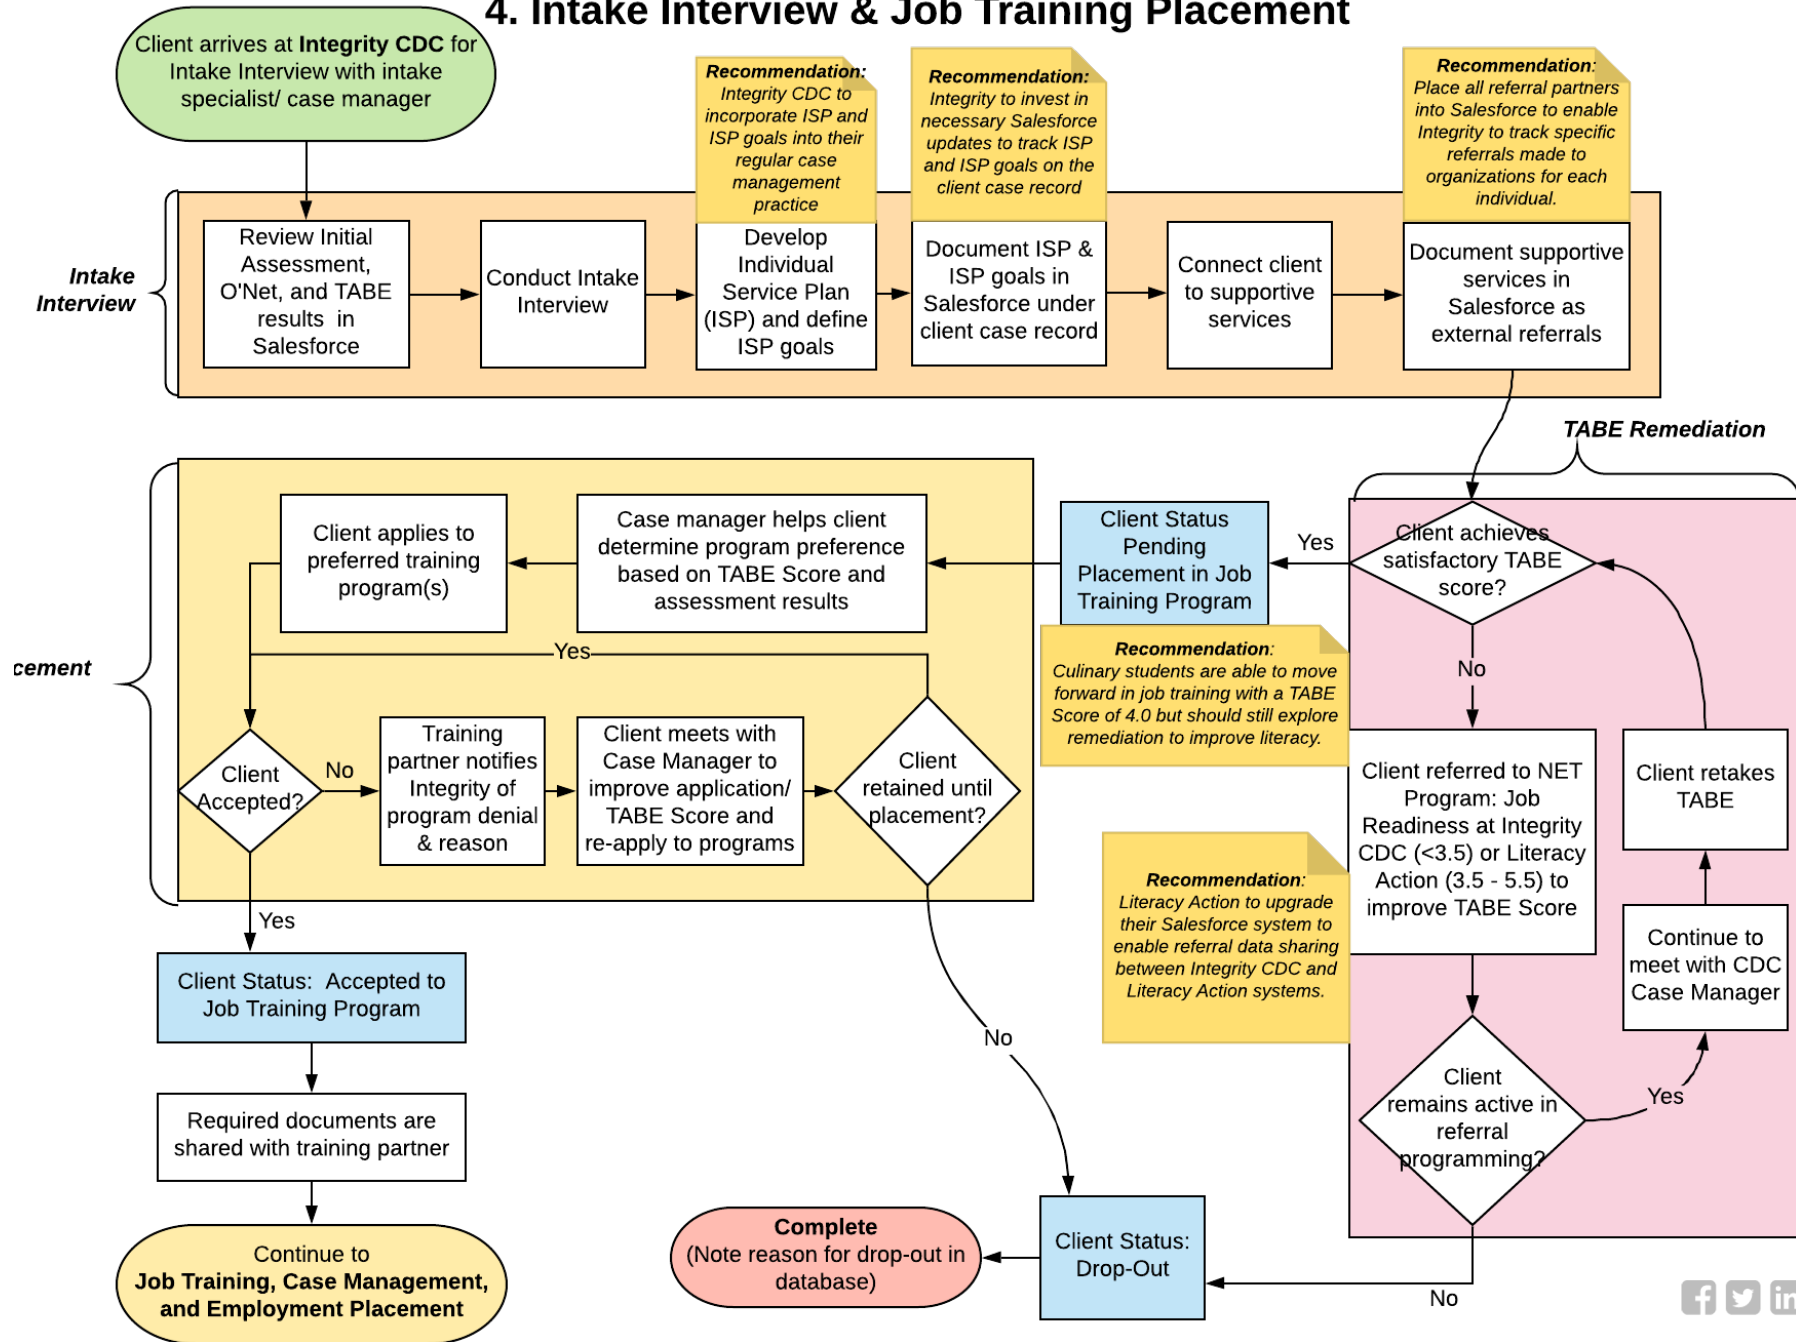 4. Intake Interview & Job Training Placement
Client arrives at Integrity CDC for
Intake Interview with intake
specialist/ case manager
Recommendation:
Integrity CDC to
incorporate ISP and
ISP goals into their
regular case
management
practice
Recommendation:
Integrity to invest in
necessary Salesforce
updates to track ISP
and ISP goals on the
client case record
Recommendation:
Place all referral partners
into Salesforce to enable
Integrity to track specific
referrals made to
organizations for each
individual.
Intake
Interview
Review Initial
Assessment,
O'Net, and TABE
results in
Salesforce
Conduct Intake
Interview
Develop
Individual
Service Plan
(ISP) and define
ISP goals
Document ISP &
ISP goals in
Salesforce under
client case record
Connect client
to supportive
services
Document supportive
services in
Salesforce as
external referrals
TABE Remediation
Client achieves
satisfactory TABE
score?
Yes
Client Status
Pending
Placement in Job
Training Program
Case manager helps client
determine program preference
based on TABE Score and
assessment results
Client applies to
preferred training
program(s)
Recommendation:
Culinary students are able to move
forward in job training with a TABE
Score of 4.0 but should still explore
remediation to improve literacy.
No
Yes
cement
Client
Accepted?
No
Training
partner notifies
Integrity of
program denial
& reason
Client meets with
Case Manager to
improve application/
TABE Score and
re-apply to programs
Client
retained until
placement?
Client referred to NET
Program: Job
Readiness at Integrity
CDC (<3.5) or Literacy
Action (3.5 - 5.5) to
improve TABE Score
Client retakes
TABE
Recommendation:
Literacy Action to upgrade
their Salesforce system to
enable referral data sharing
between Integrity CDC and
Literacy Action systems.
Continue to
meet with CDC
Case Manager
Yes
Client Status: Accepted to
Job Training Program
No
Client
remains active in
referral
programming?
Yes
Required documents are
shared with training partner
Continue to
Job Training, Case Management,
and Employment Placement
Complete
(Note reason for drop-out in
database)
Client Status:
Drop-Out
No